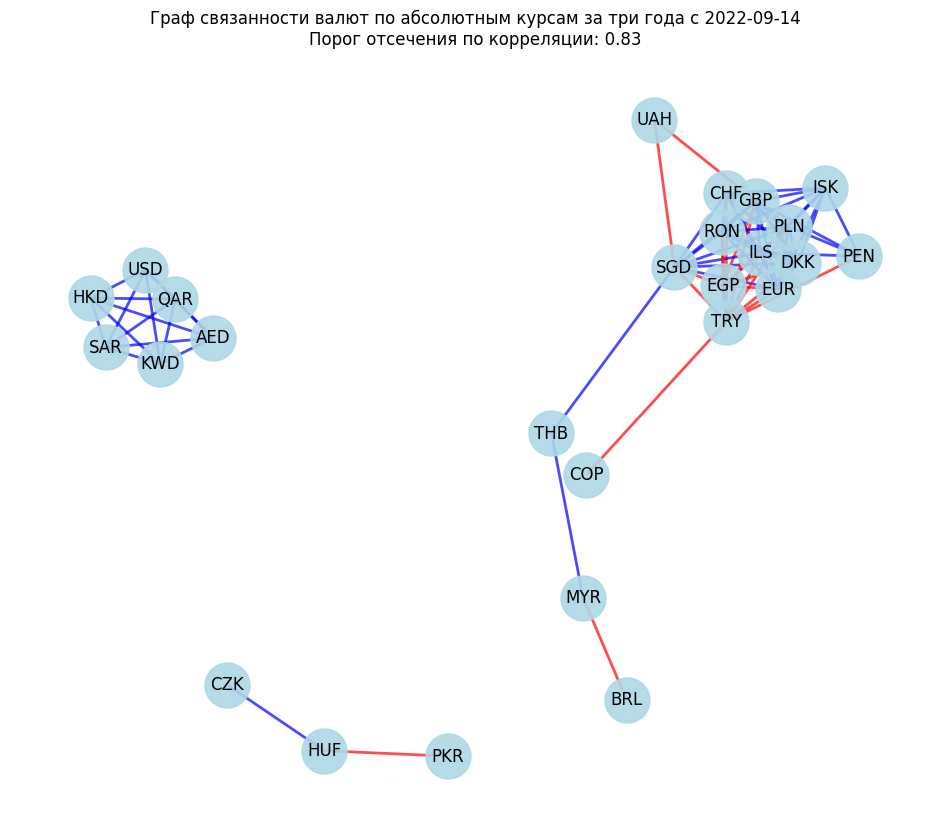 Граф связанности валют по абсолютным курсам за три года с 2022-09-14
Порог отсечения по корреляции: 0.83
UAH
CHF
GBP
ISK
RON
PLN
ILS
PEN
SGD
DKK
USD
EGP
EUR
HKD
QAR
TRY
AED
SAR
KWD
THB
COP
MYR
CZK
BRL
HUF
PKR